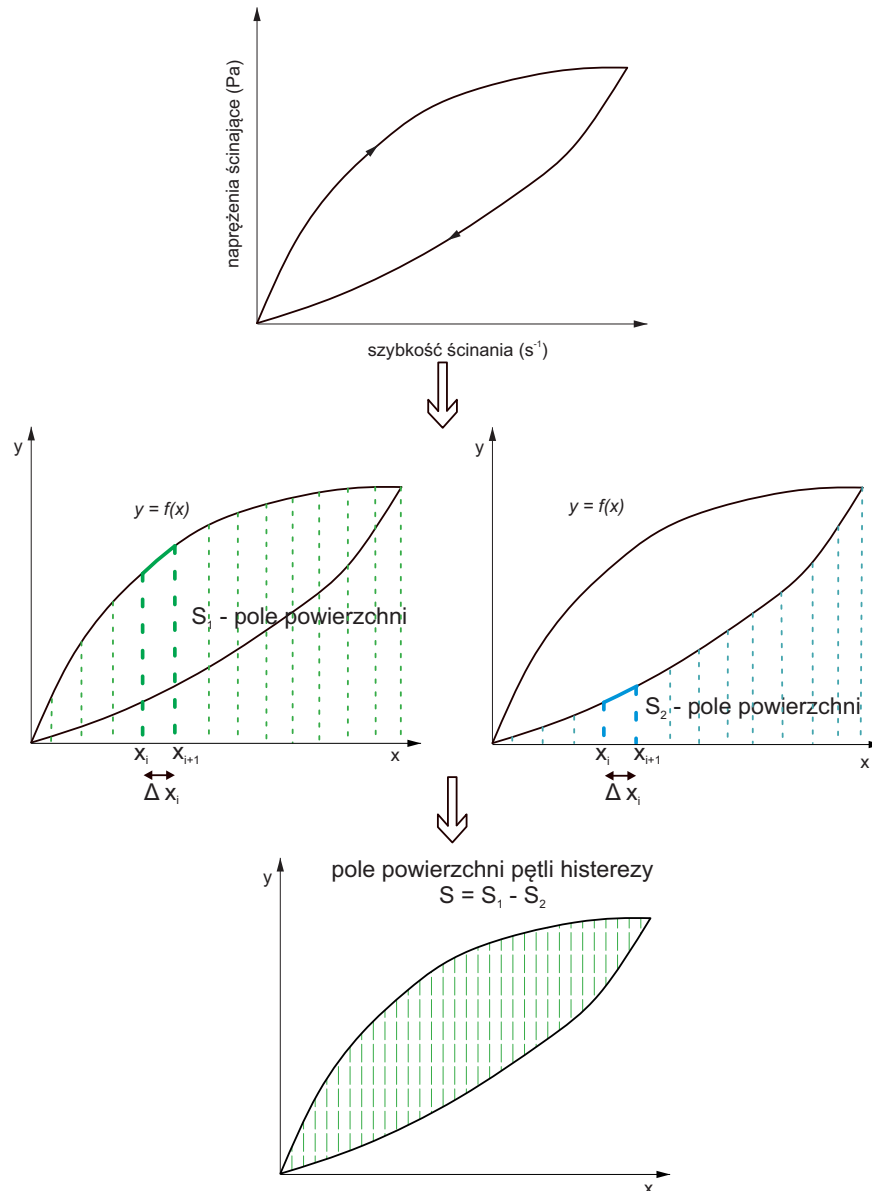 naprężenia ścinające (Pa)
szybkość ścinania (s⁻¹)
y
y = f(x)
S₁ - pole powierzchni
xᵢ
xᵢ₊₁
x
Δ xᵢ
y
y = f(x)
S₂ - pole powierzchni
xᵢ
xᵢ₊₁
x
Δ xᵢ
pole powierzchni pętli histerezy
y
S = S₁ - S₂
x